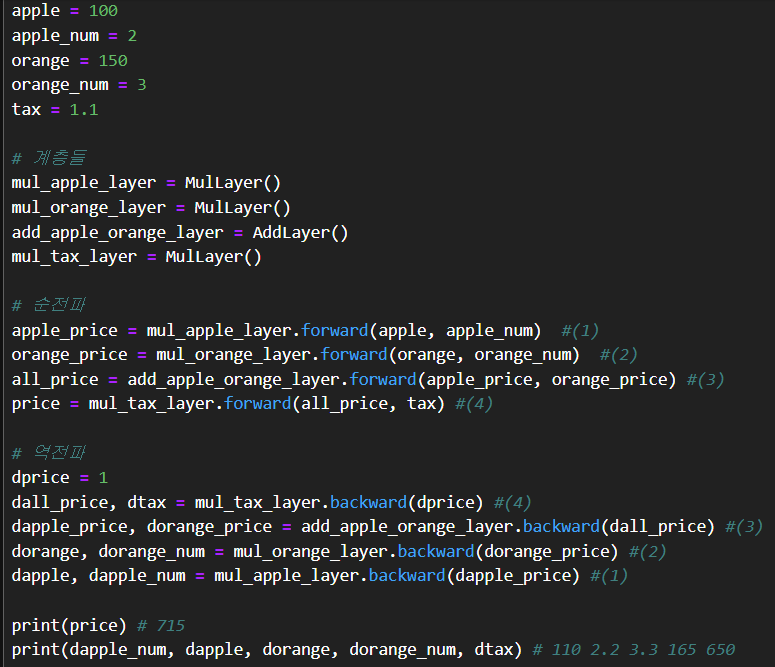 apple = 100
apple_num = 2
orange = 150
orange_num = 3
tax = 1.1
# 계층들
mul_apple_layer = MulLayer()
mul_orange_layer = MulLayer()
add_apple_orange_layer = AddLayer()
mul_tax_layer = MulLayer()
# 순전파
apple_price = mul_apple_layer.forward(apple, apple_num)  #(1)
orange_price = mul_orange_layer.forward(orange, orange_num)  #(2)
all_price = add_apple_orange_layer.forward(apple_price, orange_price) #(3)
price = mul_tax_layer.forward(all_price, tax) #(4)
# 역전파
dprice = 1
dall_price, dtax = mul_tax_layer.backward(dprice) #(4)
dapple_price, dorange_price = add_apple_orange_layer.backward(dall_price) #(3)
dorange, dorange_num = mul_orange_layer.backward(dorange_price) #(2)
dapple, dapple_num = mul_apple_layer.backward(dapple_price) #(1)
print(price) # 715
print(dapple_num, dapple, dorange, dorange_num, dtax) # 110 2.2 3.3 165 650